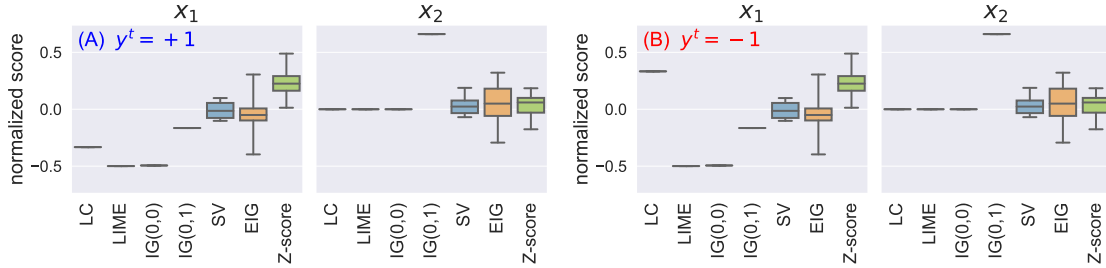 x₁
x₂
x₁
x₂
(A) yᵗ = +1
(B) yᵗ = −1
normalized score
0.5
0.0
−0.5
LC
LIME
IG(0,0)
IG(0,1)
SV
EIG
Z-score
LC
LIME
IG(0,0)
IG(0,1)
SV
EIG
Z-score
normalized score
0.5
0.0
−0.5
LC
LIME
IG(0,0)
IG(0,1)
SV
EIG
Z-score
LC
LIME
IG(0,0)
IG(0,1)
SV
EIG
Z-score